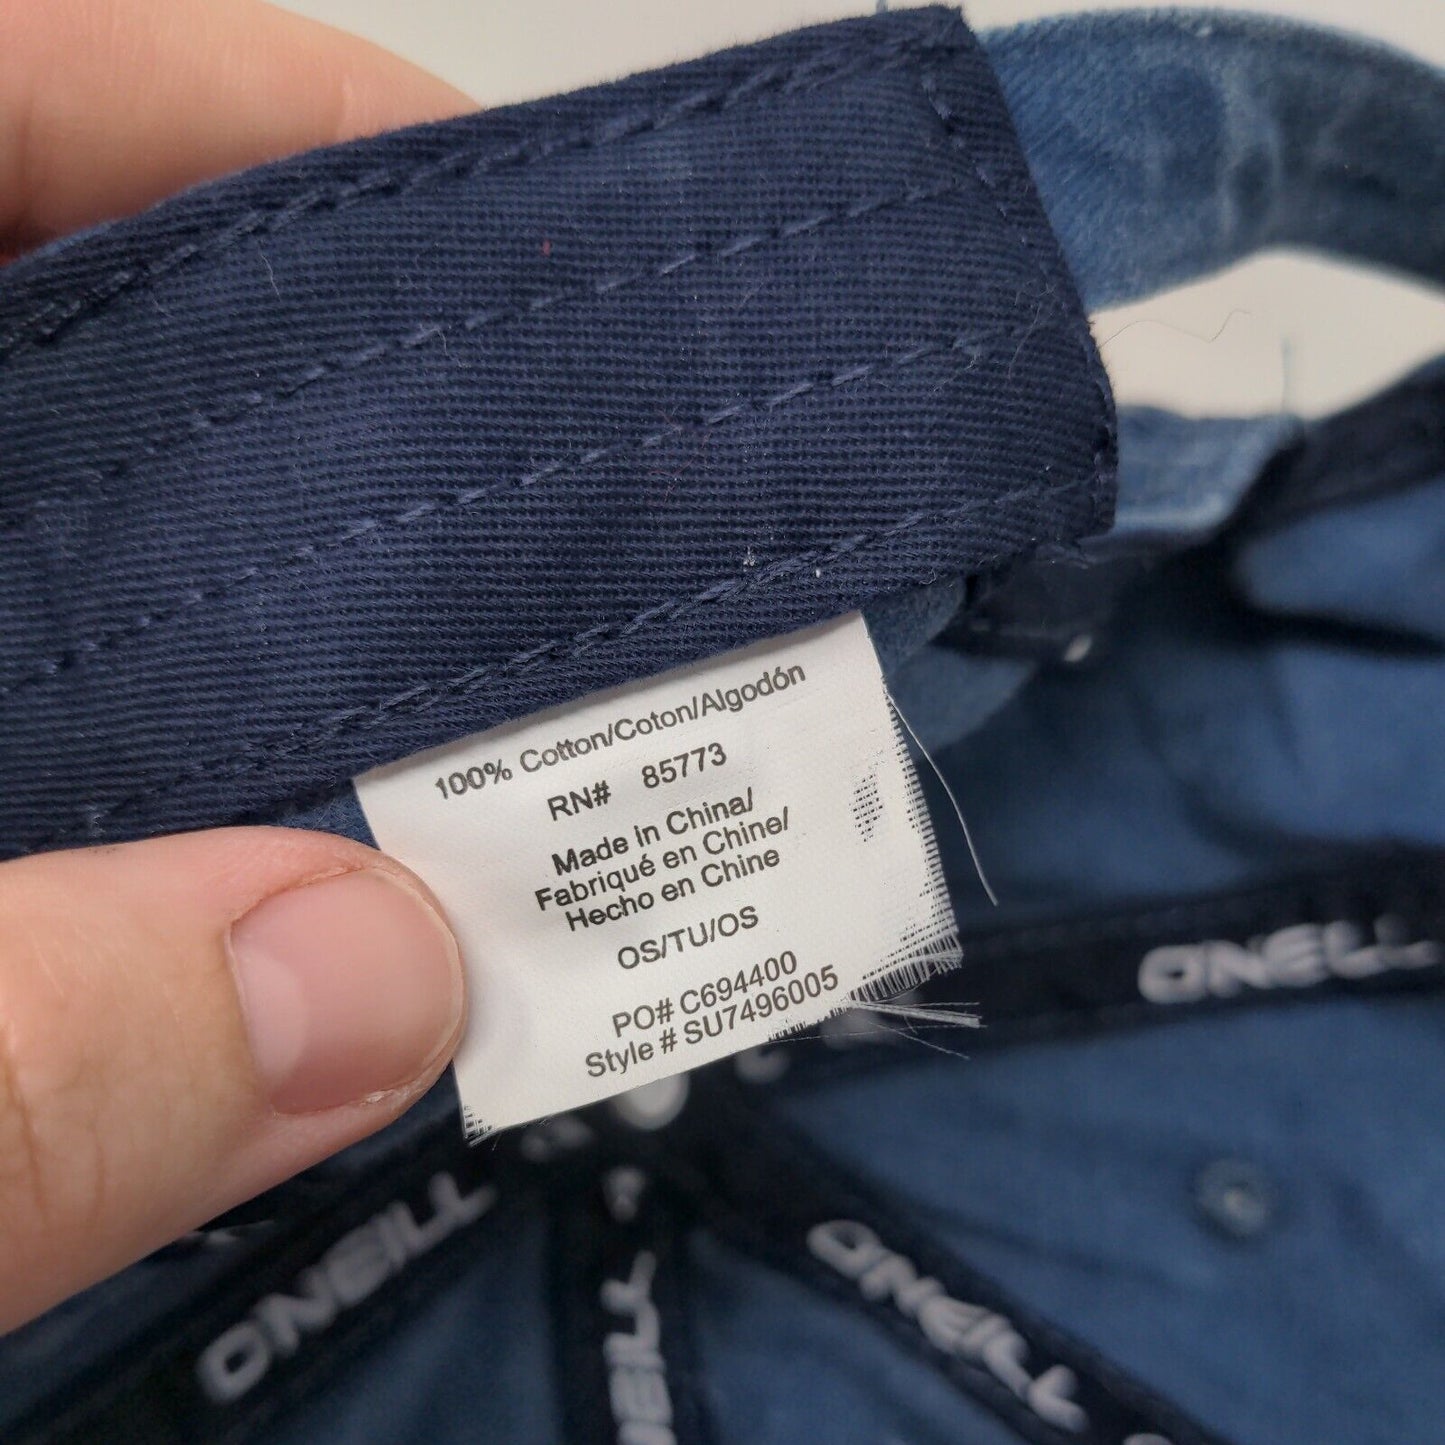 100% Cotton/Coton/Algodón
RN# 85773
Made in China/
Fabriqué en Chine/
Hecho en Chine
OS/TU/OS
PO# C694400
Style # SU7496005
ONEILL
ONEILL
ONEILL